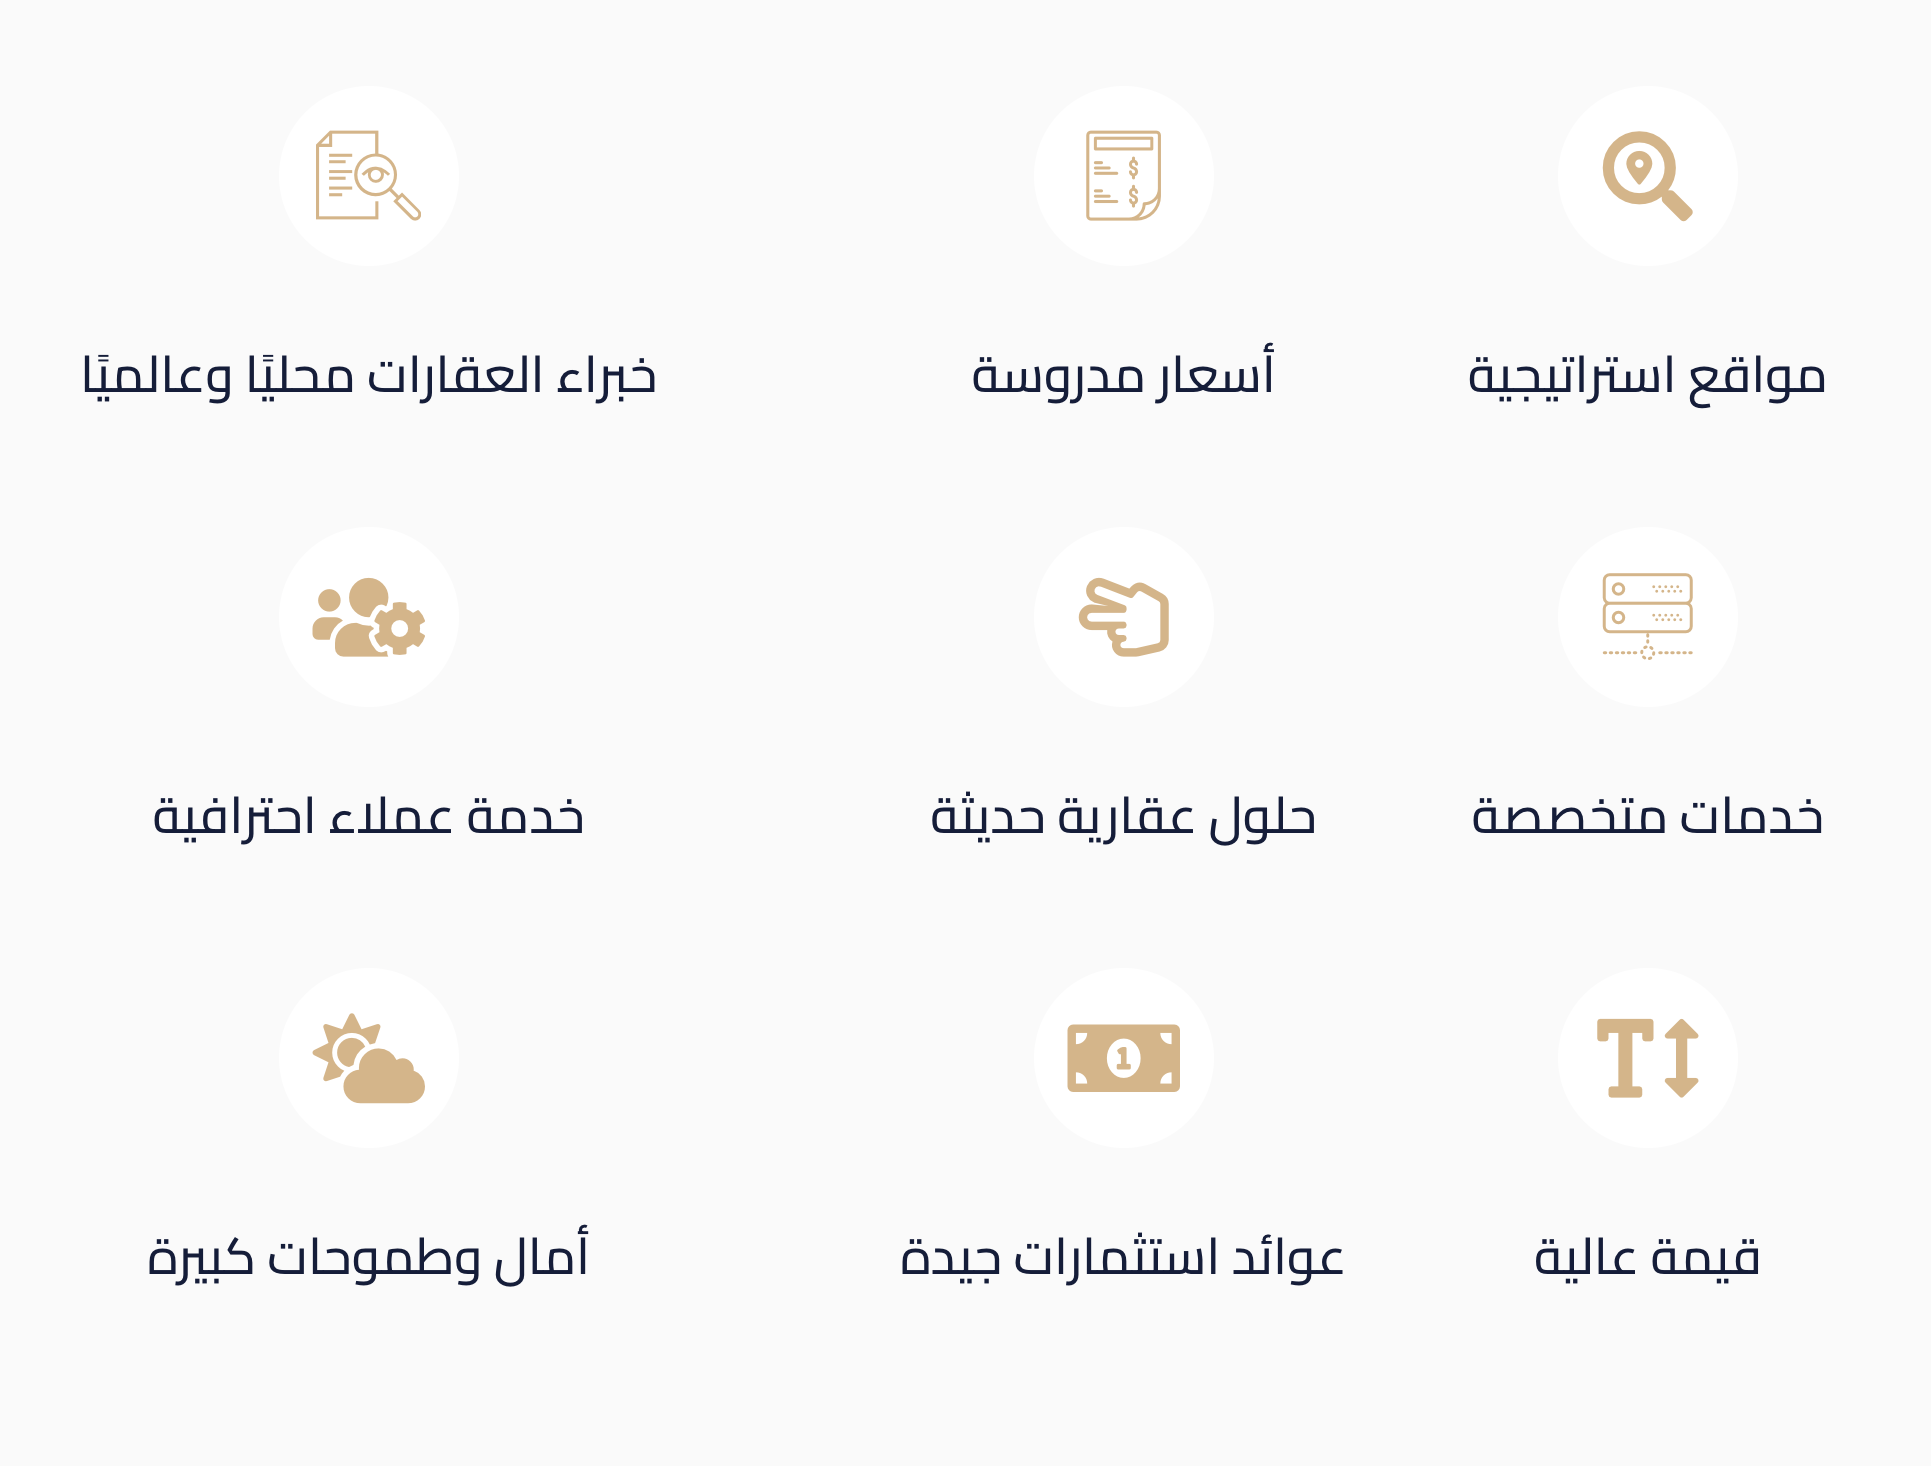 مواقع استراتيجية
أسعار مدروسة
خبراء العقارات محليًا وعالميًا
خدمات متخصصة
حلول عقارية حديثة
خدمة عملاء احترافية
قيمة عالية
عوائد استثمارات جيدة
أمال وطموحات كبيرة